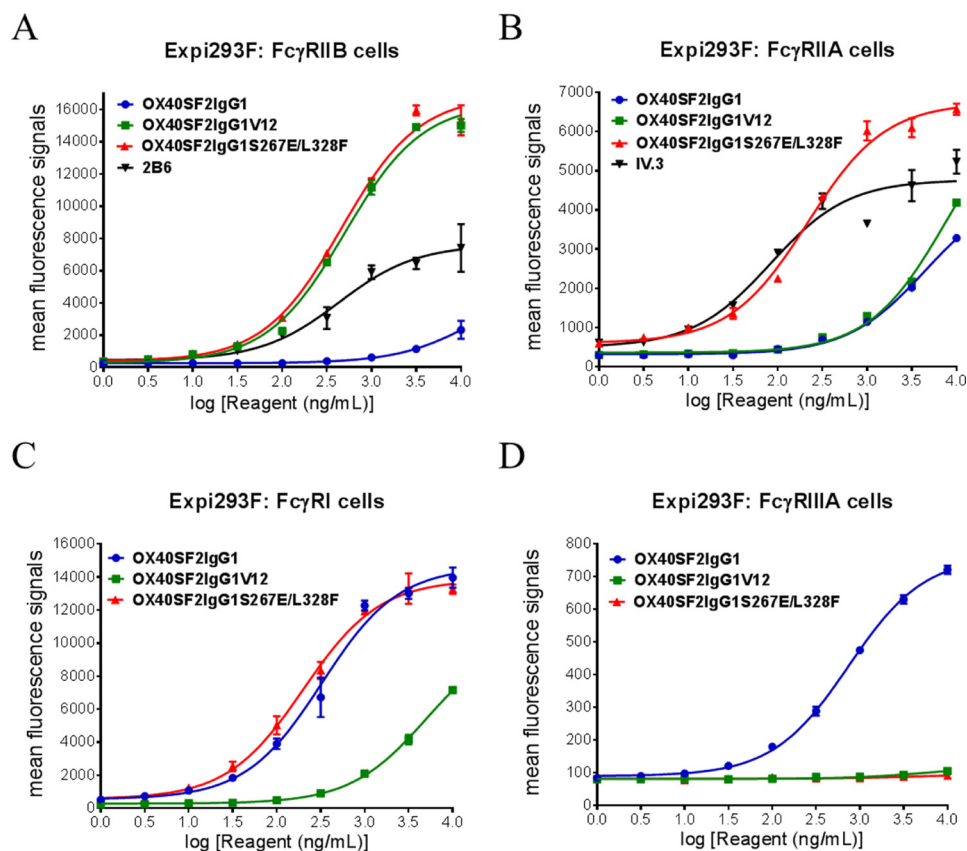 A
Expi293F: FcγRIIB cells
OX40SF2IgG1
OX40SF2IgG1V12
OX40SF2IgG1S267E/L328F
2B6
mean fluorescence signals
16000
14000
12000
10000
8000
6000
4000
2000
0
0.0 0.5 1.0 1.5 2.0 2.5 3.0 3.5 4.0
log [Reagent (ng/mL)]
B
Expi293F: FcγRIIA cells
OX40SF2IgG1
OX40SF2IgG1V12
OX40SF2IgG1S267E/L328F
IV.3
mean fluorescence signals
7000
6000
5000
4000
3000
2000
1000
0
0.0 0.5 1.0 1.5 2.0 2.5 3.0 3.5 4.0
log [Reagent (ng/mL)]
C
Expi293F: FcγRI cells
OX40SF2IgG1
OX40SF2IgG1V12
OX40SF2IgG1S267E/L328F
mean fluorescence signals
16000
14000
12000
10000
8000
6000
4000
2000
0
0.0 0.5 1.0 1.5 2.0 2.5 3.0 3.5 4.0
log [Reagent (ng/mL)]
D
Expi293F: FcγRIIIA cells
OX40SF2IgG1
OX40SF2IgG1V12
OX40SF2IgG1S267E/L328F
mean fluorescence signals
800
700
600
500
400
300
200
100
0
0.0 0.5 1.0 1.5 2.0 2.5 3.0 3.5 4.0
log [Reagent (ng/mL)]